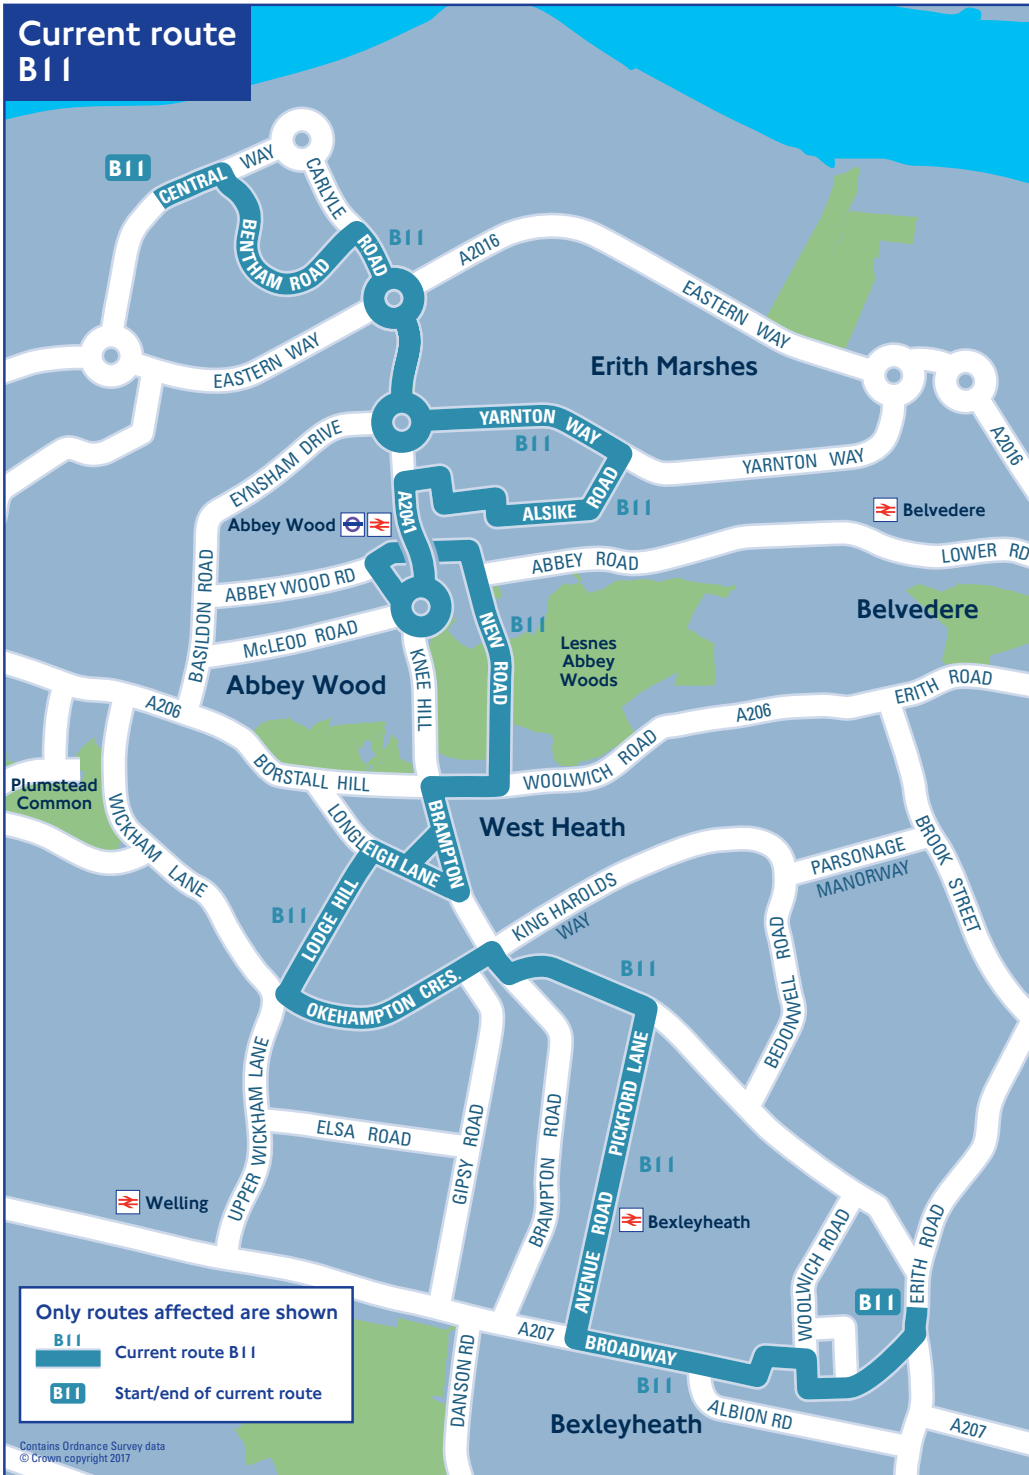 Current route
B11
B11
CENTRAL
WAY
CARLYLE
ROAD
BENTHAM ROAD
B11
A2016
EASTERN WAY
EASTERN WAY
Erith Marshes
YARNTON WAY
B11
YARNTON WAY
A2016
EYNSHAM DRIVE
ALSIKE
ROAD
B11
A2041
Abbey Wood
Belvedere
LOWER RD
ABBEY ROAD
ABBEY WOOD RD
BASILDON ROAD
McLEOD ROAD
B11
NEW ROAD
Lesnes
Abbey
Woods
Belvedere
KNEE HILL
Abbey Wood
ERITH ROAD
A206
A206
BORSTALL HILL
WOOLWICH ROAD
Plumstead
Common
WICKHAM LANE
LONGLEIGH LANE
BRAMPTON
West Heath
BROOK STREET
PARSONAGE
MANORWAY
KING HAROLDS
WAY
LODGE HILL
B11
BEDONWELL ROAD
B11
OKEHAMPTON CRES.
UPPER WICKHAM LANE
PICKFORD LANE
ELSA ROAD
GIPSY ROAD
BRAMPTON ROAD
B11
Welling
AVENUE ROAD
Bexleyheath
WOOLWICH ROAD
ERITH ROAD
B11
A207
BROADWAY
B11
DANSON RD
ALBION RD
A207
Bexleyheath
Only routes affected are shown
B11
Current route B11
B11
Start/end of current route
Contains Ordnance Survey data
© Crown copyright 2017